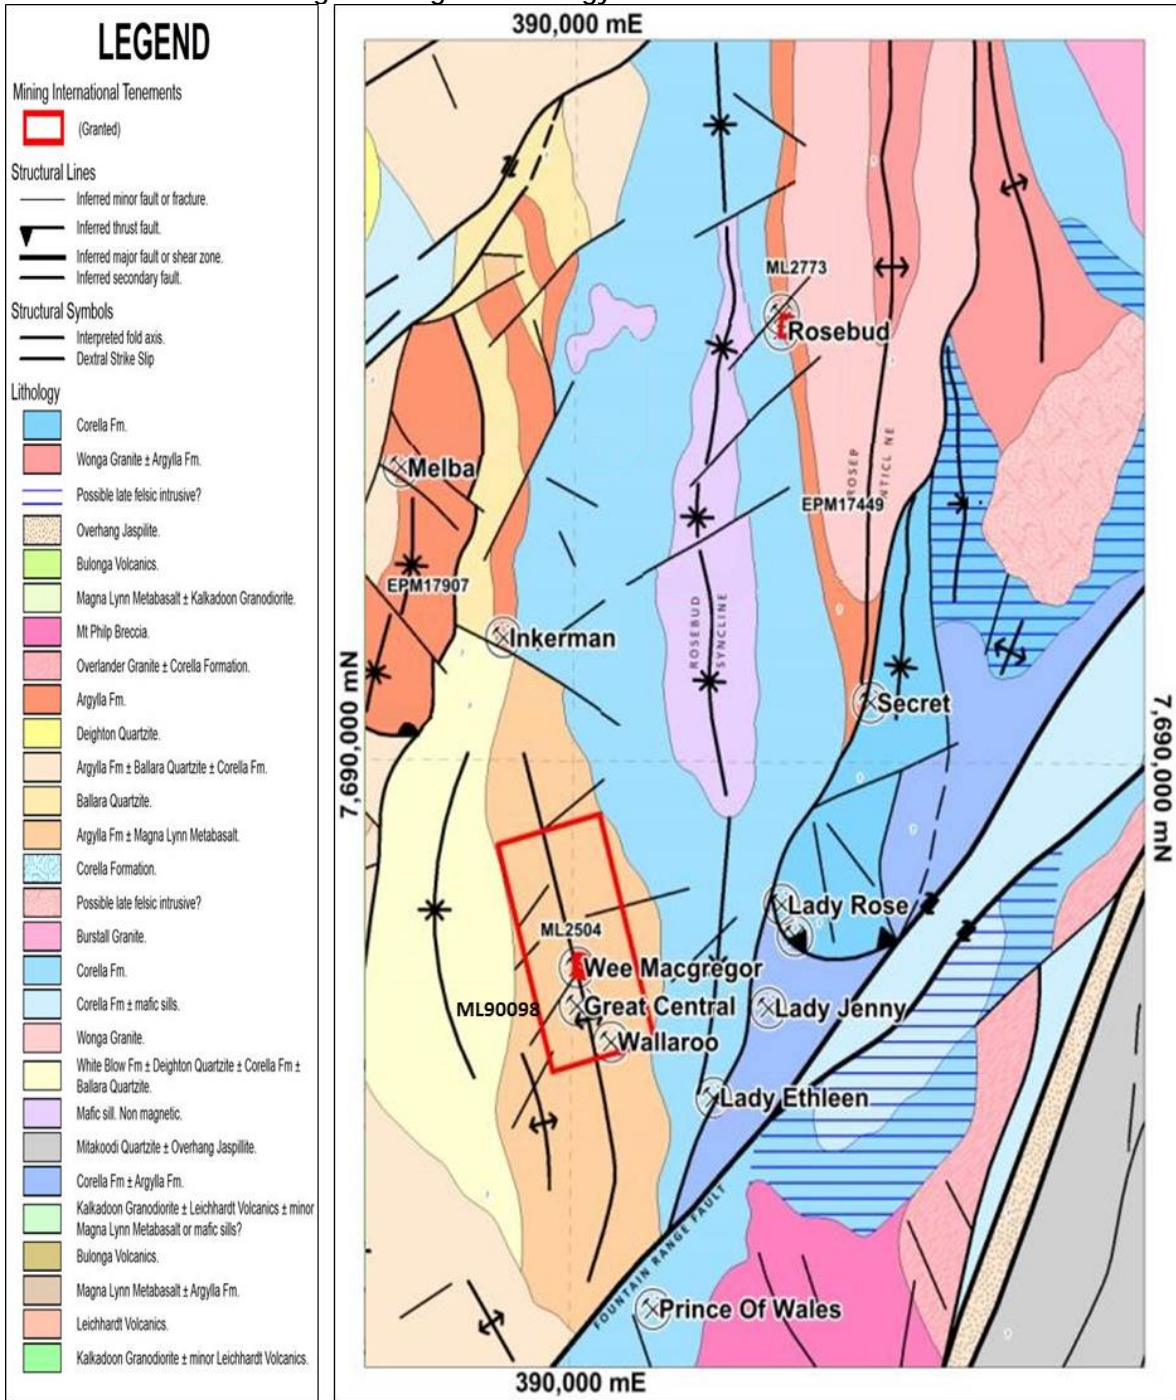 LEGEND
Mining International Tenements
(Granted)
Structural Lines
Inferred minor fault or fracture.
Inferred thrust fault.
Inferred major fault or shear zone.
Inferred secondary fault.
Structural Symbols
Interpreted fold axis.
Dextral Strike Slip
Lithology
Corella Fm.
Wonga Granite ± Argylla Fm.
Possible late felsic intrusive?
Overhang Jaspilite.
Bulonga Volcanics.
Magna Lynn Metabasalt ± Kalkadoon Granodiorite.
Mt Philp Breccia.
Overlander Granite ± Corella Formation.
Argylla Fm.
Deighton Quartzite.
Argylla Fm ± Ballara Quartzite ± Corella Fm.
Ballara Quartzite.
Argylla Fm ± Magna Lynn Metabasalt.
Corella Formation.
Possible late felsic intrusive?
Burstall Granite.
Corella Fm.
Corella Fm ± mafic sills.
Wonga Granite.
White Blow Fm ± Deighton Quartzite ± Corella Fm ±
Ballara Quartzite.
Mafic sill. Non magnetic.
Mitakoodi Quartzite ± Overhang Jaspillite.
Corella Fm ± Argylla Fm.
Kalkadoon Granodiorite ± Leichhardt Volcanics ± minor
Magna Lynn Metabasalt or mafic sills?
Bulonga Volcanics.
Magna Lynn Metabasalt ± Argylla Fm.
Leichhardt Volcanics.
Kalkadoon Granodiorite ± minor Leichhardt Volcanics.
390,000 mE
ML2773
Rosebud
Melba
ROSEP
NTICL NE
EPM17449
EPM17907
ROSEBUD
SYNCLINE
Inkerman
7,690,000 mN
Secret
7,690,000 mN
Lady Rose
ML2504
Wee Macgregor
ML90098
Great Central
Lady Jenny
Wallaroo
Lady Ethleen
FOUNTAIN RANGE FAULT
Prince Of Wales
390,000 mE